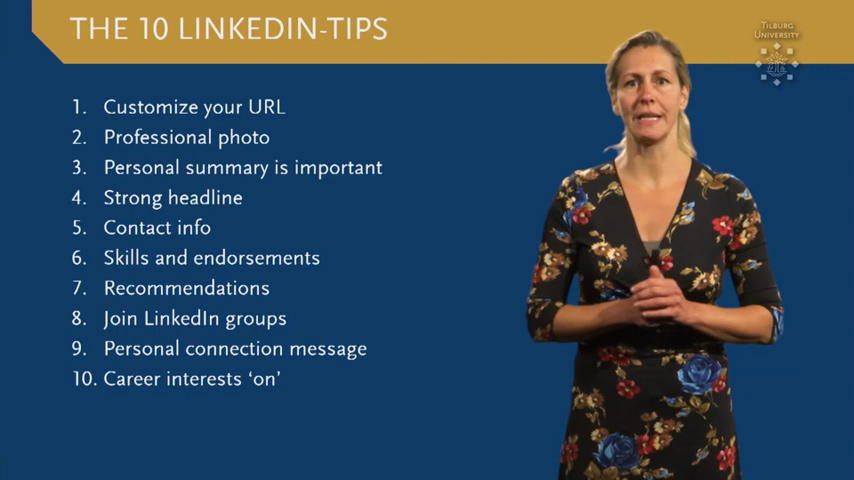 THE 10 LINKEDIN-TIPS
TILBURG
UNIVERSITY
1. Customize your URL
2. Professional photo
3. Personal summary is important
4. Strong headline
5. Contact info
6. Skills and endorsements
7. Recommendations
8. Join LinkedIn groups
9. Personal connection message
10. Career interests ‘on’